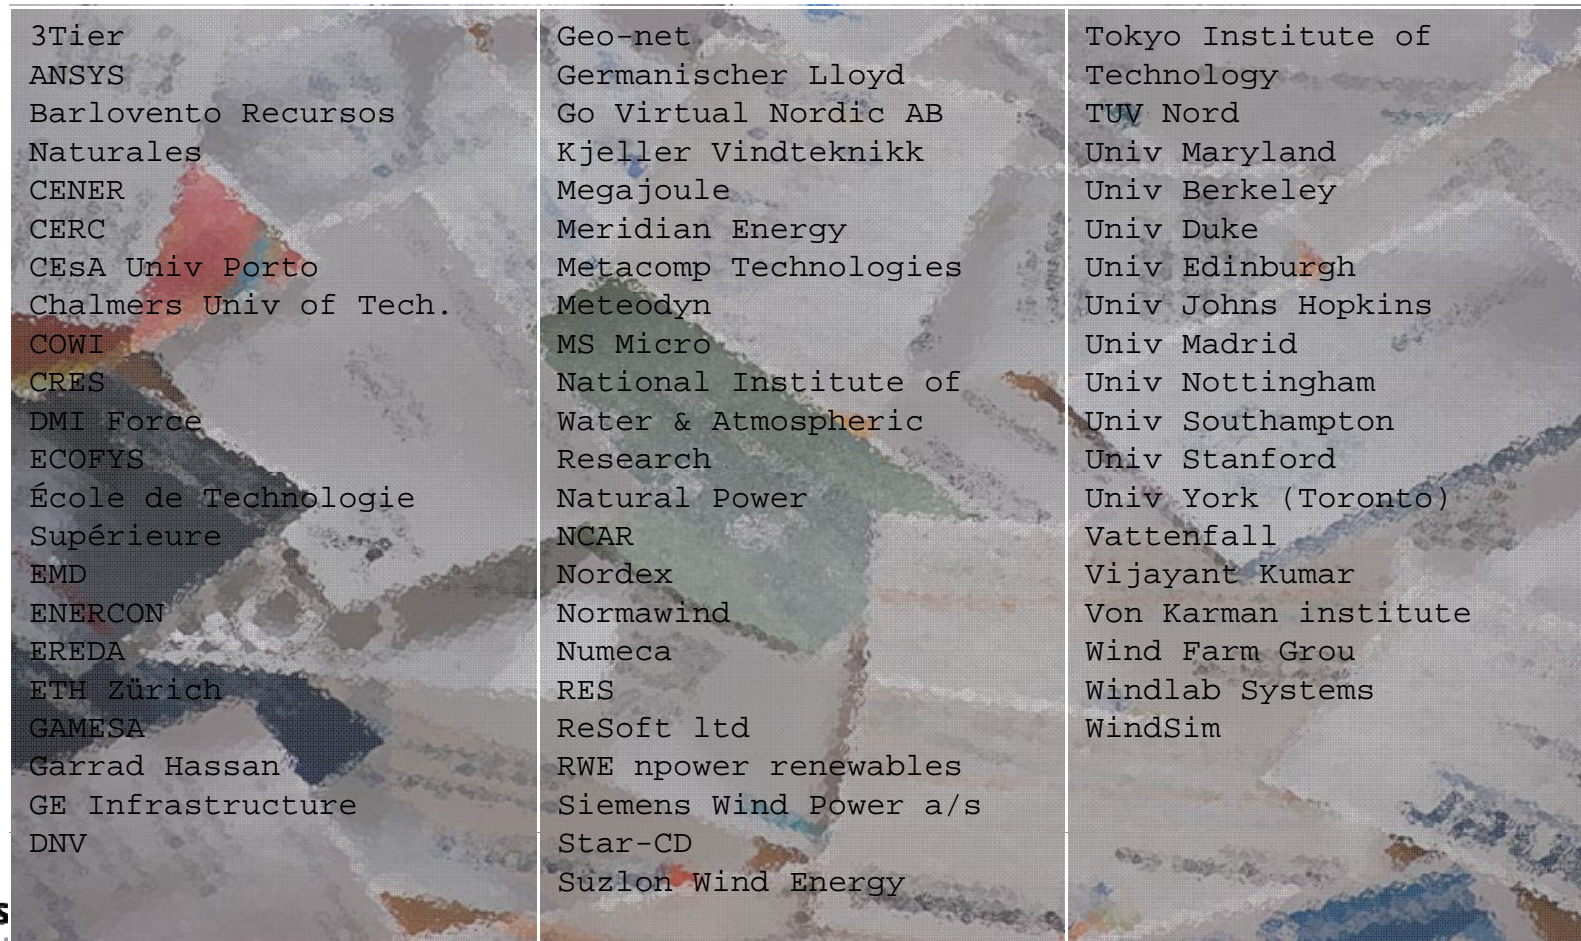 3Tier
ANSYS
Barlovento Recursos
Naturales
CENER
CERC
CEsA Univ Porto
Chalmers Univ of Tech.
COWI
CRES
DMI Force
ECOFYS
École de Technologie
Supérieure
EMD
ENERCON
EREDA
ETH Zürich
GAMESA
Garrad Hassan
GE Infrastructure
DNV
Geo-net
Germanischer Lloyd
Go Virtual Nordic AB
Kjeller Vindteknikk
Megajoule
Meridian Energy
Metacomp Technologies
Meteodyn
MS Micro
National Institute of
Water & Atmospheric
Research
Natural Power
NCAR
Nordex
Normawind
Numeca
RES
ReSoft ltd
RWE npower renewables
Siemens Wind Power a/s
Star-CD
Suzlon Wind Energy
Tokyo Institute of
Technology
TUV Nord
Univ Maryland
Univ Berkeley
Univ Duke
Univ Edinburgh
Univ Johns Hopkins
Univ Madrid
Univ Nottingham
Univ Southampton
Univ Stanford
Univ York (Toronto)
Vattenfall
Vijayant Kumar
Von Karman institute
Wind Farm Grou
Windlab Systems
WindSim